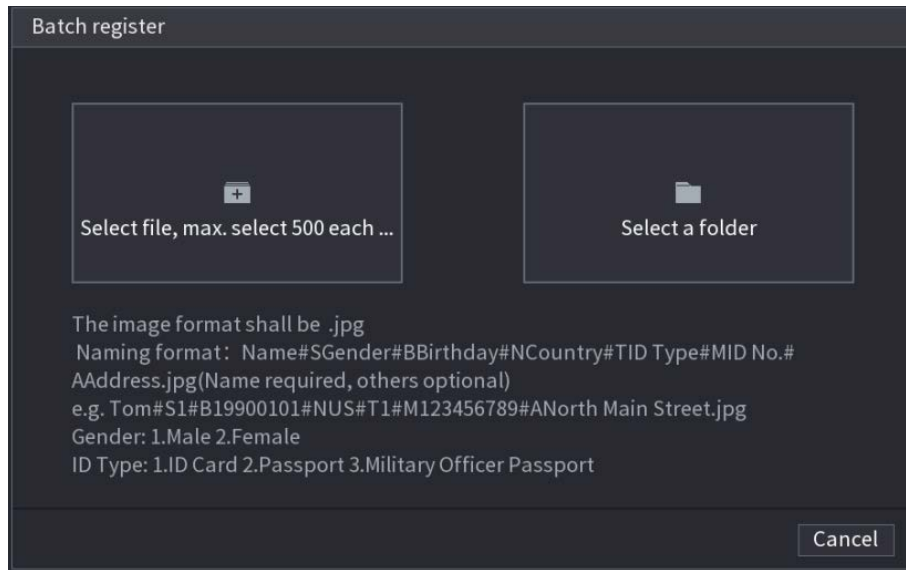 Batch register
Select file, max. select 500 each ...
Select a folder
The image format shall be .jpg
Naming format: Name#SGender#BBirthday#NCountry#TID Type#MID No.#
AAddress.jpg(Name required, others optional)
e.g. Tom#S1#B19900101#NUS#T1#M123456789#ANorth Main Street.jpg
Gender: 1.Male 2.Female
ID Type: 1.ID Card 2.Passport 3.Military Officer Passport
Cancel